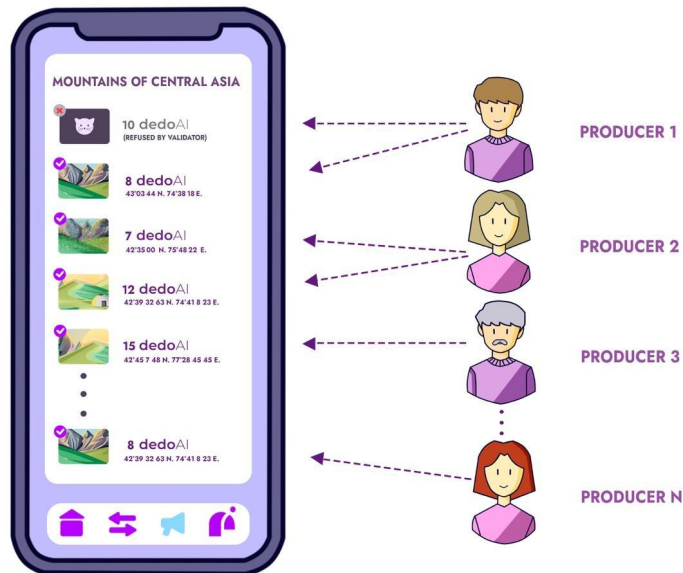 MOUNTAINS OF CENTRAL ASIA
10 dedoAI
(REFUSED BY VALIDATOR)
8 dedoAI
43°03 44 N. 74°38 18 E.
7 dedoAI
42°35 00 N. 75°48 22 E.
12 dedoAI
42°39 32 63 N. 74°41 8 23 E.
15 dedoAI
42°45 7 48 N. 77°28 45 45 E.
8 dedoAI
42°39 32 63 N. 74°41 8 23 E.
PRODUCER 1
PRODUCER 2
PRODUCER 3
PRODUCER N